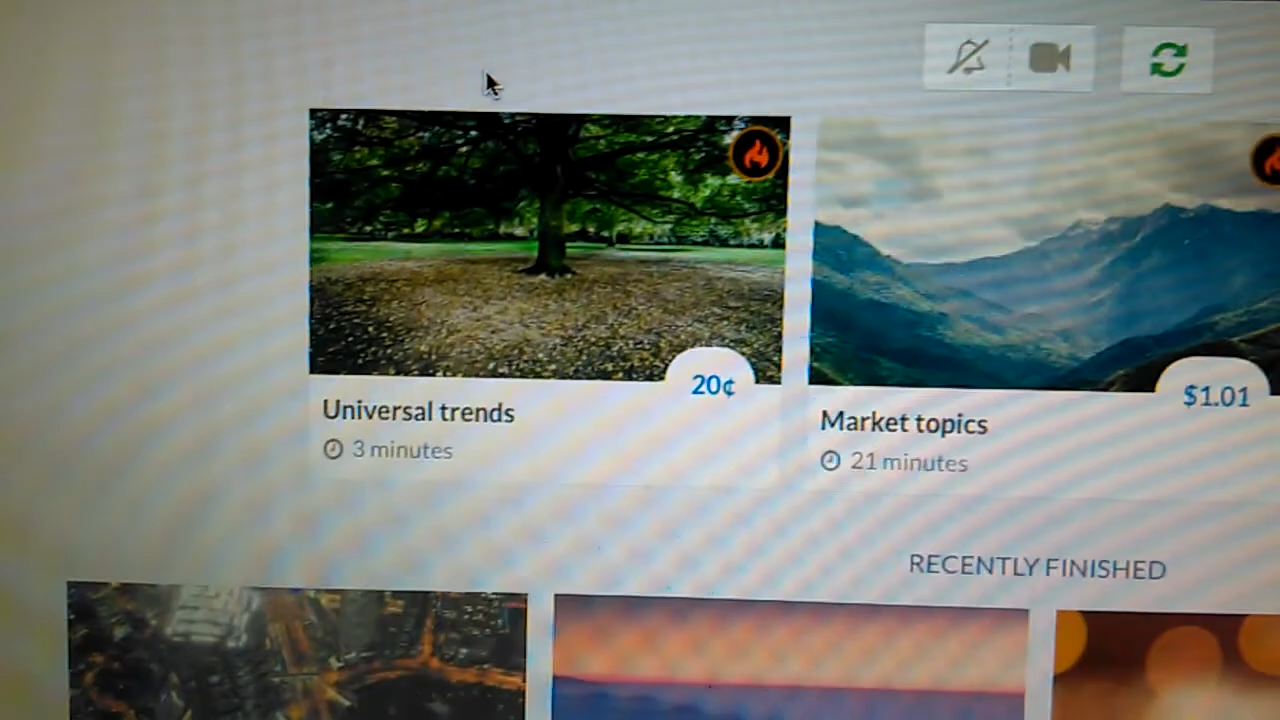 20¢
$1.01
Universal trends
Market topics
3 minutes
21 minutes
RECENTLY FINISHED